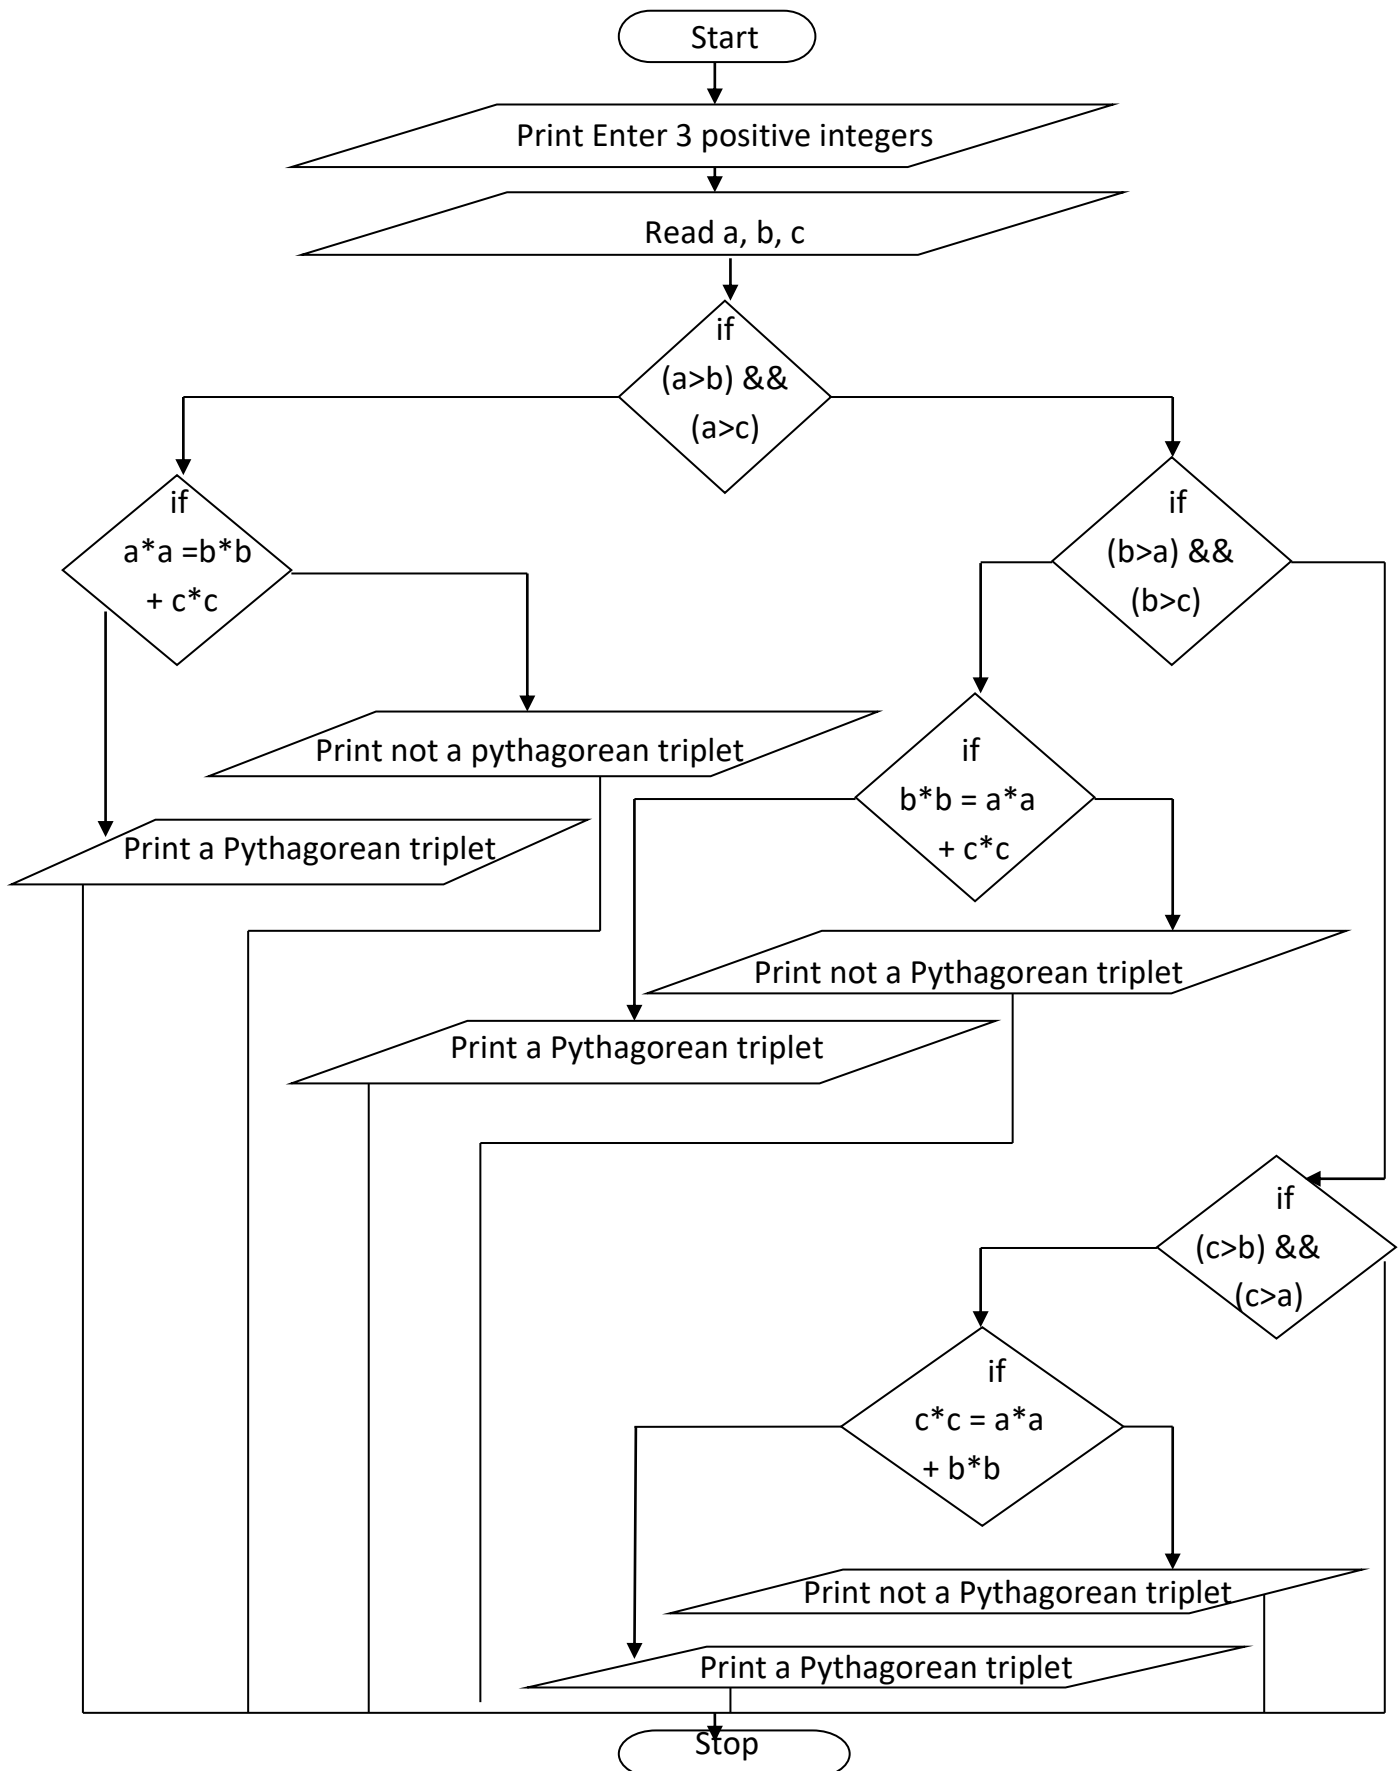 Start
Print Enter 3 positive integers
Read a, b, c
if
(a>b) &&
(a>c)
if
a*a =b*b
+ c*c
if
(b>a) &&
(b>c)
Print not a pythagorean triplet
if
b*b = a*a
+ c*c
Print a Pythagorean triplet
Print not a Pythagorean triplet
Print a Pythagorean triplet
if
(c>b) &&
(c>a)
if
c*c = a*a
+ b*b
Print not a Pythagorean triplet
Print a Pythagorean triplet
Stop